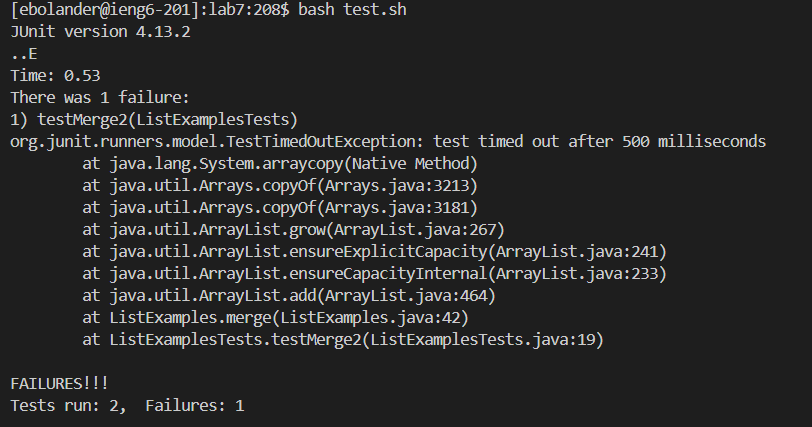 [ebolander@ieng6-201]:lab7:208$ bash test.sh
JUnit version 4.13.2
..E
Time: 0.53
There was 1 failure:
1) testMerge2(ListExamplesTests)
org.junit.runners.model.TestTimedOutException: test timed out after 500 milliseconds
        at java.lang.System.arraycopy(Native Method)
        at java.util.Arrays.copyOf(Arrays.java:3213)
        at java.util.Arrays.copyOf(Arrays.java:3181)
        at java.util.ArrayList.grow(ArrayList.java:267)
        at java.util.ArrayList.ensureExplicitCapacity(ArrayList.java:241)
        at java.util.ArrayList.ensureCapacityInternal(ArrayList.java:233)
        at java.util.ArrayList.add(ArrayList.java:464)
        at ListExamples.merge(ListExamples.java:42)
        at ListExamplesTests.testMerge2(ListExamplesTests.java:19)

FAILURES!!!
Tests run: 2,  Failures: 1